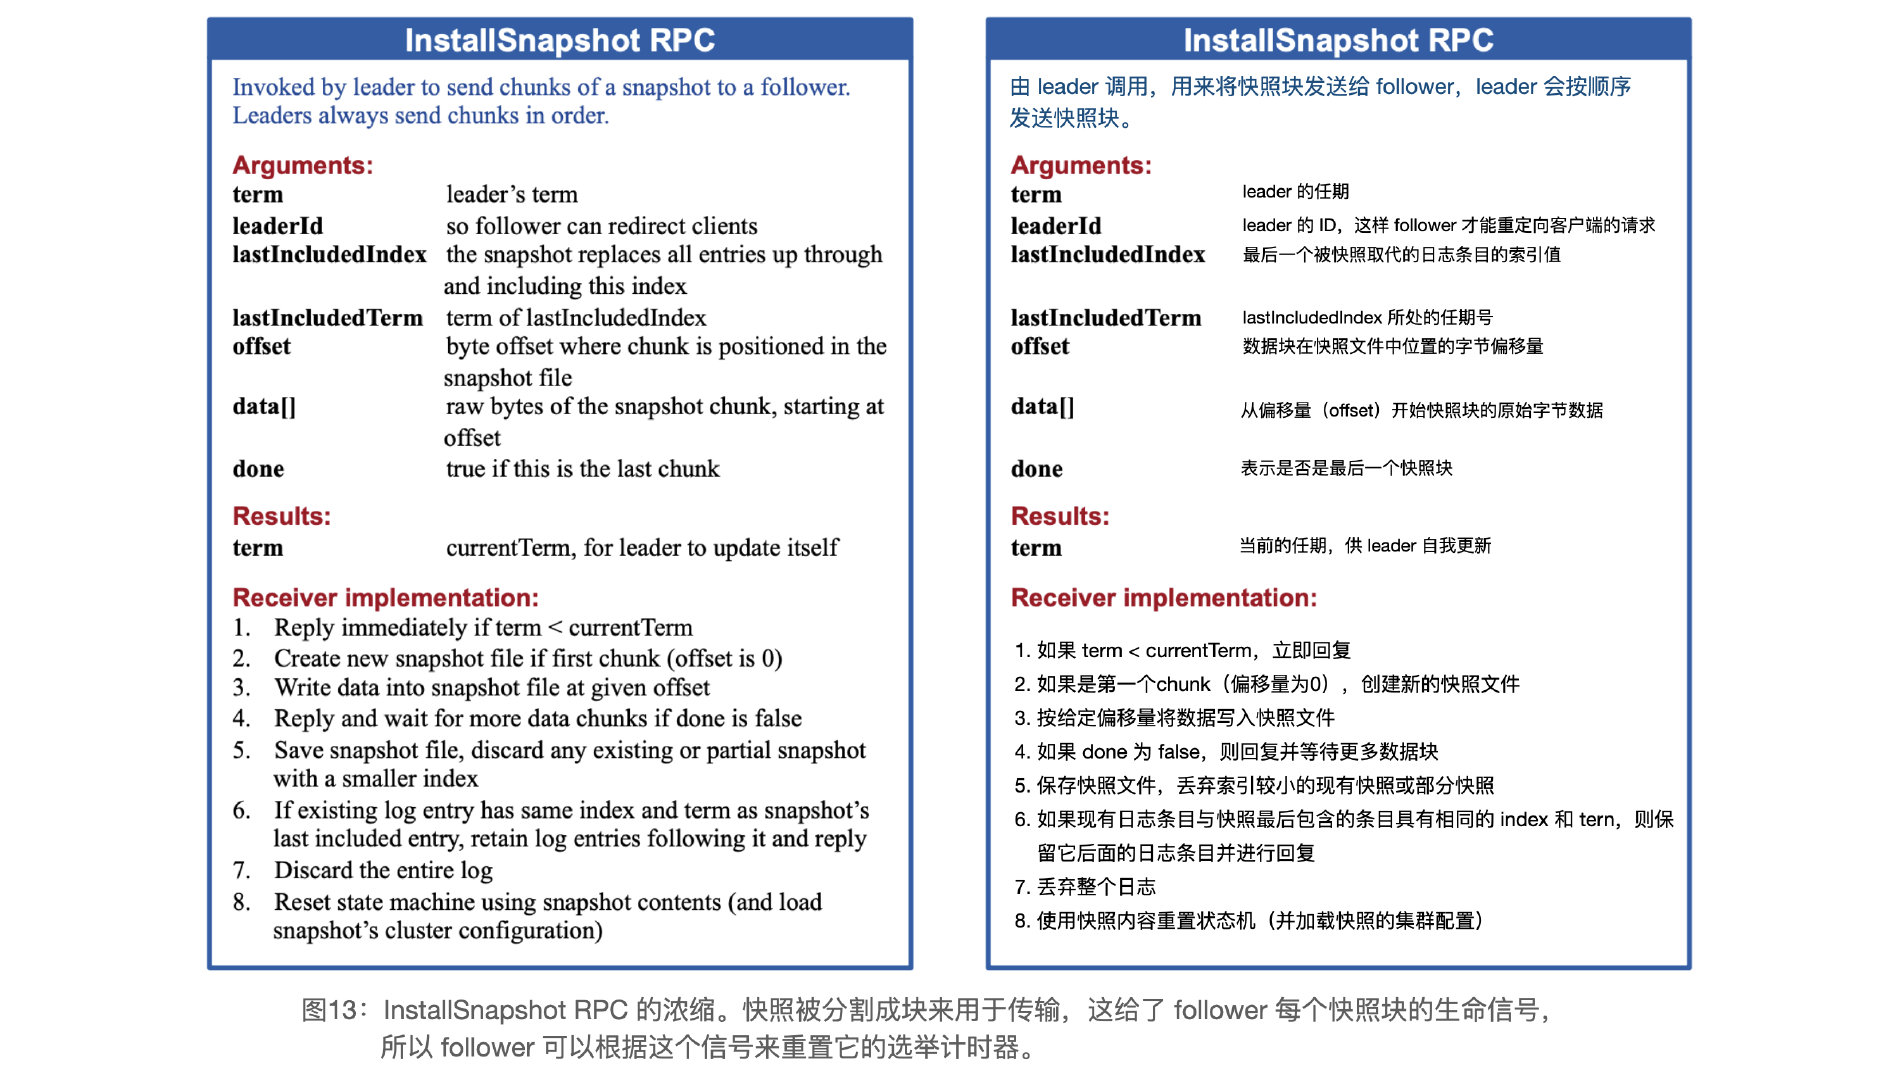 InstallSnapshot RPC
Invoked by leader to send chunks of a snapshot to a follower.
Leaders always send chunks in order.
Arguments:
term leader’s term
leaderId so follower can redirect clients
lastIncludedIndex the snapshot replaces all entries up through
and including this index
lastIncludedTerm term of lastIncludedIndex
offset byte offset where chunk is positioned in the
snapshot file
data[] raw bytes of the snapshot chunk, starting at
offset
done true if this is the last chunk
Results:
term currentTerm, for leader to update itself
Receiver implementation:
1. Reply immediately if term < currentTerm
2. Create new snapshot file if first chunk (offset is 0)
3. Write data into snapshot file at given offset
4. Reply and wait for more data chunks if done is false
5. Save snapshot file, discard any existing or partial snapshot
with a smaller index
6. If existing log entry has same index and term as snapshot’s
last included entry, retain log entries following it and reply
7. Discard the entire log
8. Reset state machine using snapshot contents (and load
snapshot’s cluster configuration)
InstallSnapshot RPC
由 leader 调用，用来将快照块发送给 follower，leader 会按顺序
发送快照块。
Arguments:
term leader 的任期
leaderId leader 的 ID，这样 follower 才能重定向客户端的请求
lastIncludedIndex 最后一个被快照取代的日志条目的索引值
lastIncludedTerm lastIncludedIndex 所处的任期号
offset 数据块在快照文件中位置的字节偏移量
data[] 从偏移量（offset）开始快照块的原始字节数据
done 表示是否是最后一个快照块
Results:
term 当前的任期，供 leader 自我更新
Receiver implementation:
1. 如果 term < currentTerm，立即回复
2. 如果是第一个chunk（偏移量为0），创建新的快照文件
3. 按给定偏移量将数据写入快照文件
4. 如果 done 为 false，则回复并等待更多数据块
5. 保存快照文件，丢弃索引较小的现有快照或部分快照
6. 如果现有日志条目与快照最后包含的条目具有相同的 index 和 tern，则保
留它后面的日志条目并进行回复
7. 丢弃整个日志
8. 使用快照内容重置状态机（并加载快照的集群配置）
图13：InstallSnapshot RPC 的浓缩。快照被分割成块来用于传输，这给了 follower 每个快照块的生命信号，
所以 follower 可以根据这个信号来重置它的选举计时器。